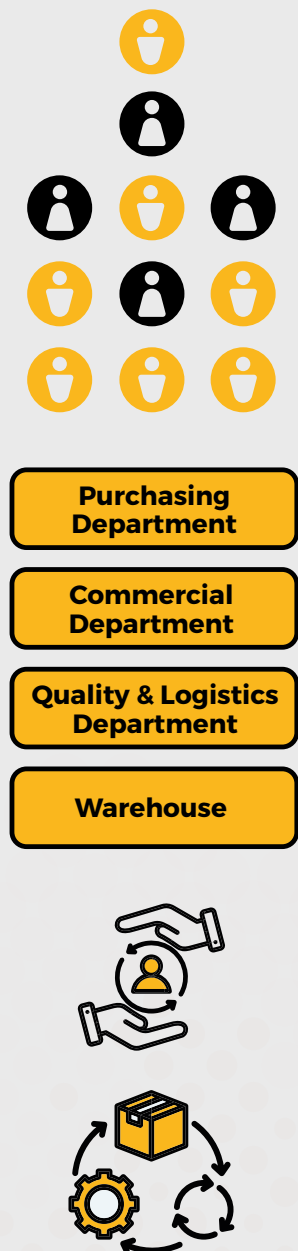 Purchasing
Department
Commercial
Department
Quality & Logistics
Department
Warehouse